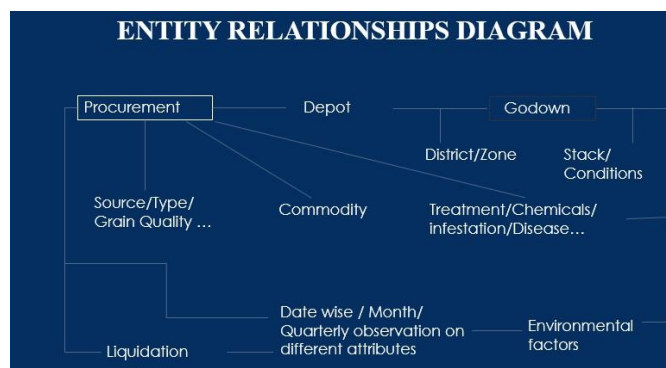 ENTITY RELATIONSHIPS DIAGRAM
Procurement
Depot
Godown
District/Zone
Stack/
Conditions
Source/Type/
Grain Quality ...
Commodity
Treatment/Chemicals/
infestation/Disease...
Date wise / Month/
Quarterly observation on
different attributes
Environmental
factors
Liquidation